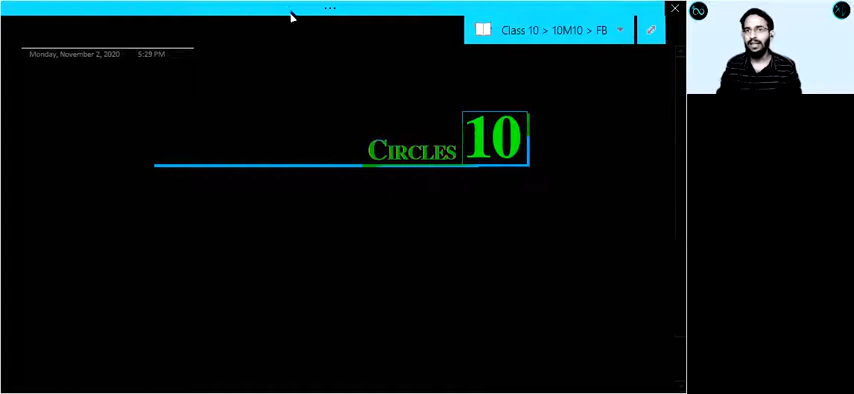 Class 10 > 10M10 > FB
Monday, November 2, 2020 5:29 PM
CIRCLES 10